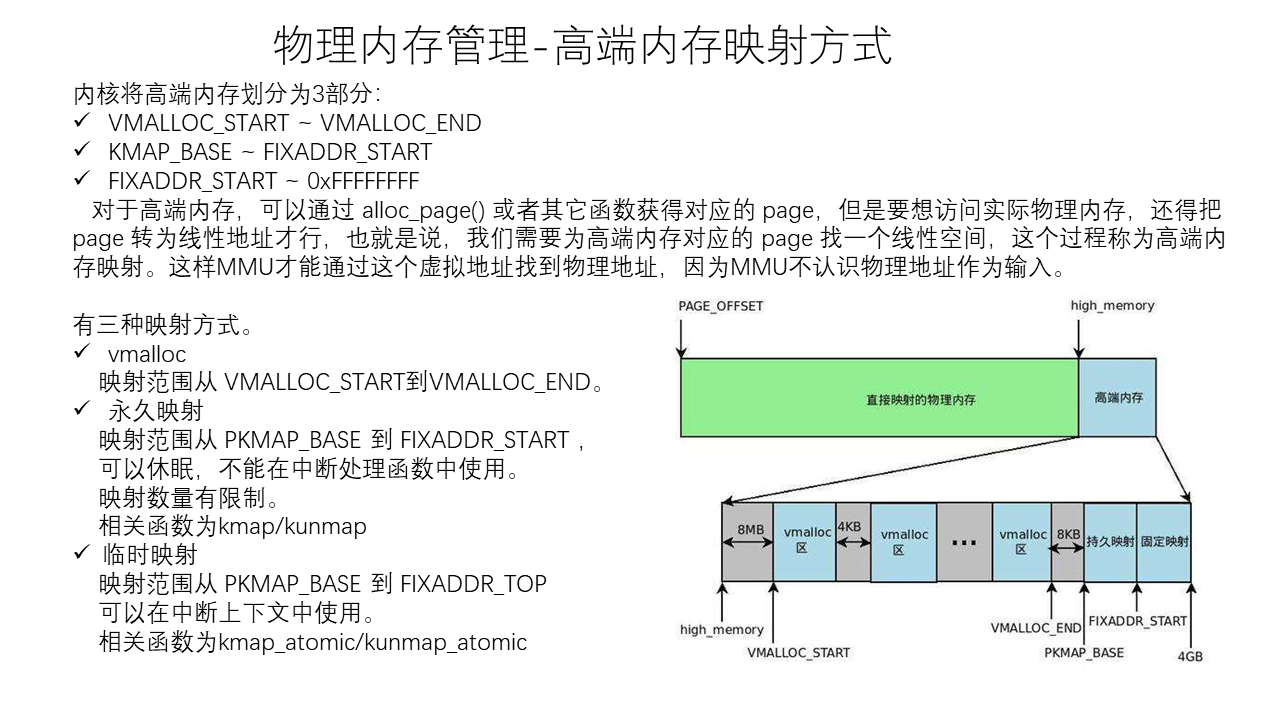 物理内存管理-高端内存映射方式
内核将高端内存划分为3部分：
✓ VMALLOC_START ~ VMALLOC_END
✓ KMAP_BASE ~ FIXADDR_START
✓ FIXADDR_START ~ 0xFFFFFFFF
对于高端内存，可以通过 alloc_page() 或者其它函数获得对应的 page，但是要想访问实际物理内存，还得把
page 转为线性地址才行，也就是说，我们需要为高端内存对应的 page 找一个线性空间，这个过程称为高端内
存映射。这样MMU才能通过这个虚拟地址找到物理地址，因为MMU不认识物理地址作为输入。
有三种映射方式。
✓ vmalloc
映射范围从 VMALLOC_START到VMALLOC_END。
✓ 永久映射
映射范围从 PKMAP_BASE 到 FIXADDR_START ，
可以休眠，不能在中断处理函数中使用。
映射数量有限制。
相关函数为kmap/kunmap
✓ 临时映射
映射范围从 PKMAP_BASE 到 FIXADDR_TOP
可以在中断上下文中使用。
相关函数为kmap_atomic/kunmap_atomic
PAGE_OFFSET
high_memory
直接映射的物理内存
高端内存
8MB
vmalloc
区
4KB
vmalloc
区
...
vmalloc
区
8KB
持久映射
固定映射
high_memory
VMALLOC_START
VMALLOC_END
PKMAP_BASE
FIXADDR_START
4GB